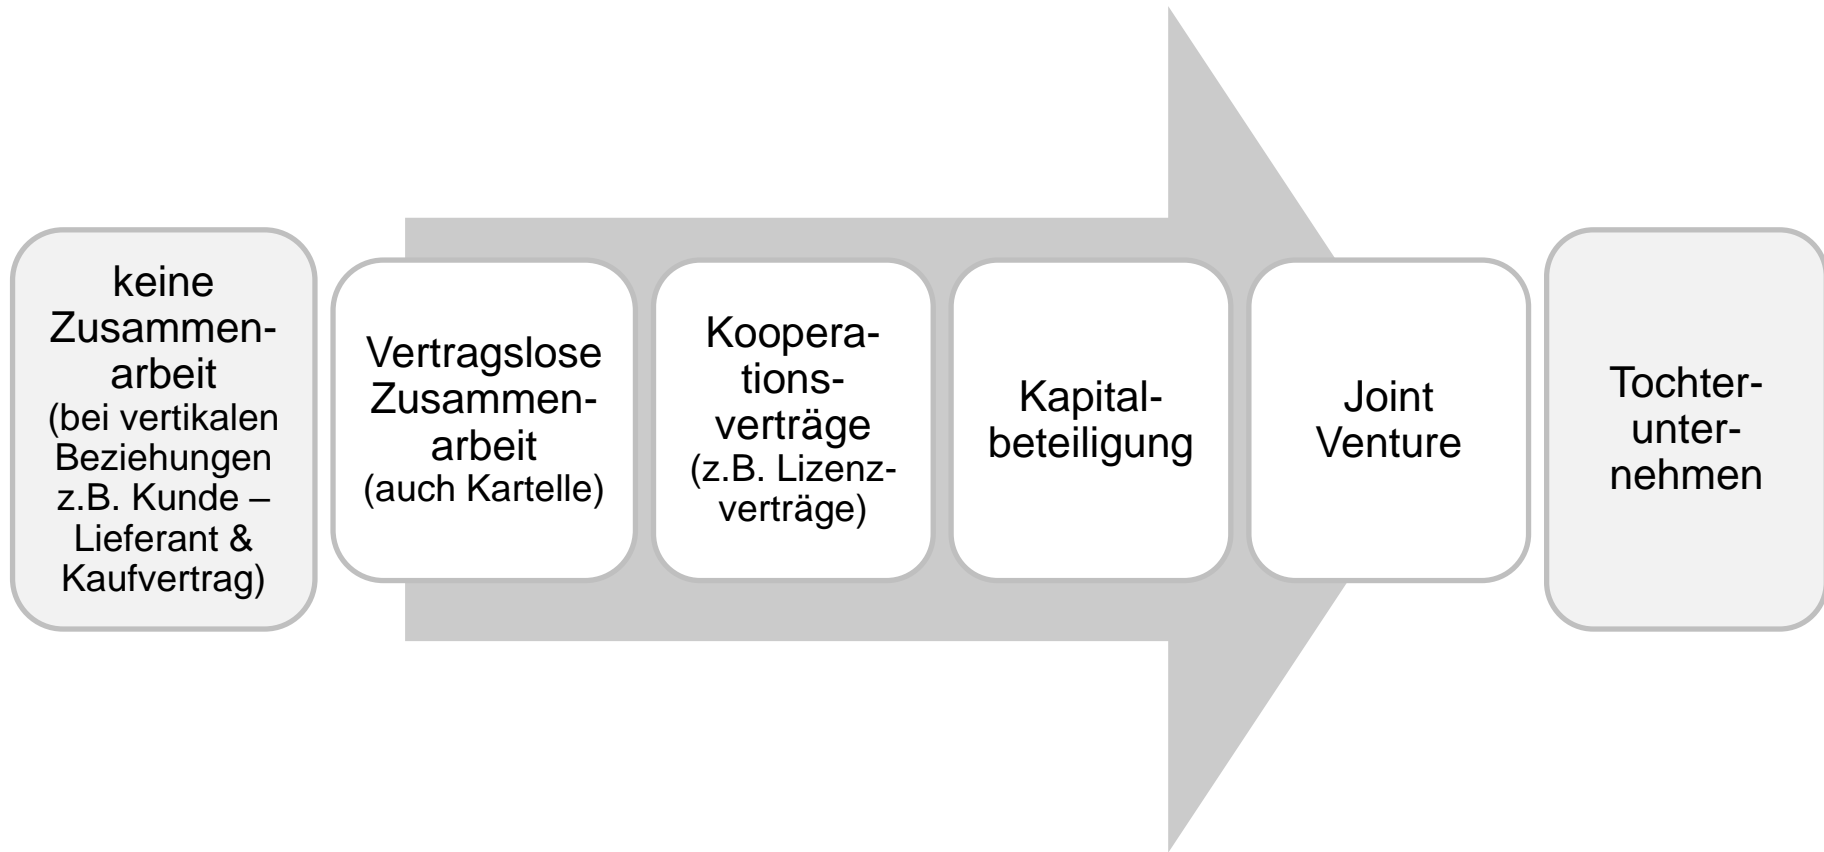 keine
Zusammen-
arbeit
(bei vertikalen
Beziehungen
z.B. Kunde –
Lieferant &
Kaufvertrag)
Vertragslose
Zusammen-
arbeit
(auch Kartelle)
Koopera-
tions-
verträge
(z.B. Lizenz-
verträge)
Kapital-
beteiligung
Joint
Venture
Tochter-
unter-
nehmen